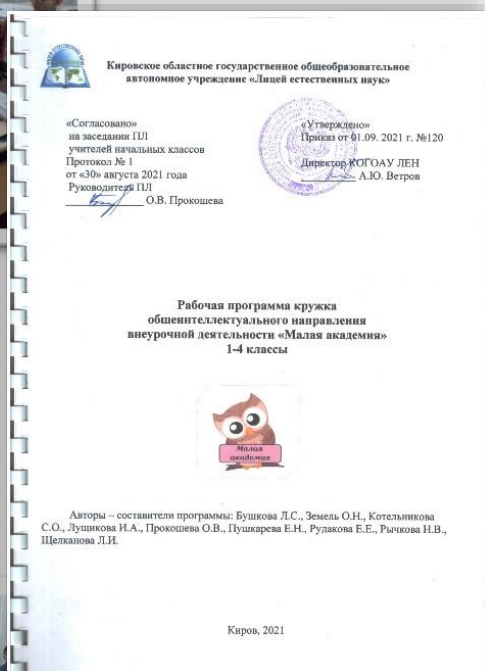 Кировское областное государственное общеобразовательное
автономное учреждение «Лицей естественных наук»
«Согласовано»
на заседании ПЛ
учителей начальных классов
Протокол № 1
от «30» августа 2021 года
Руководитель ПЛ
О.В. Прокошева
«Утверждено»
Приказ от 01.09. 2021 г. №120
Директор КОГОАУ ЛЕН
А.Ю. Ветров
Рабочая программа кружка
общеинтеллектуального направления
внеурочной деятельности «Малая академия»
1-4 классы
Малая
академия
Авторы – составители программы: Бушкова Л.С., Земель О.Н., Котельникова
С.О., Лущикова И.А., Прокошева О.В., Пушкарева Е.Н., Рудакова Е.Е., Рычкова Н.В.,
Щелканова Л.И.
Киров, 2021